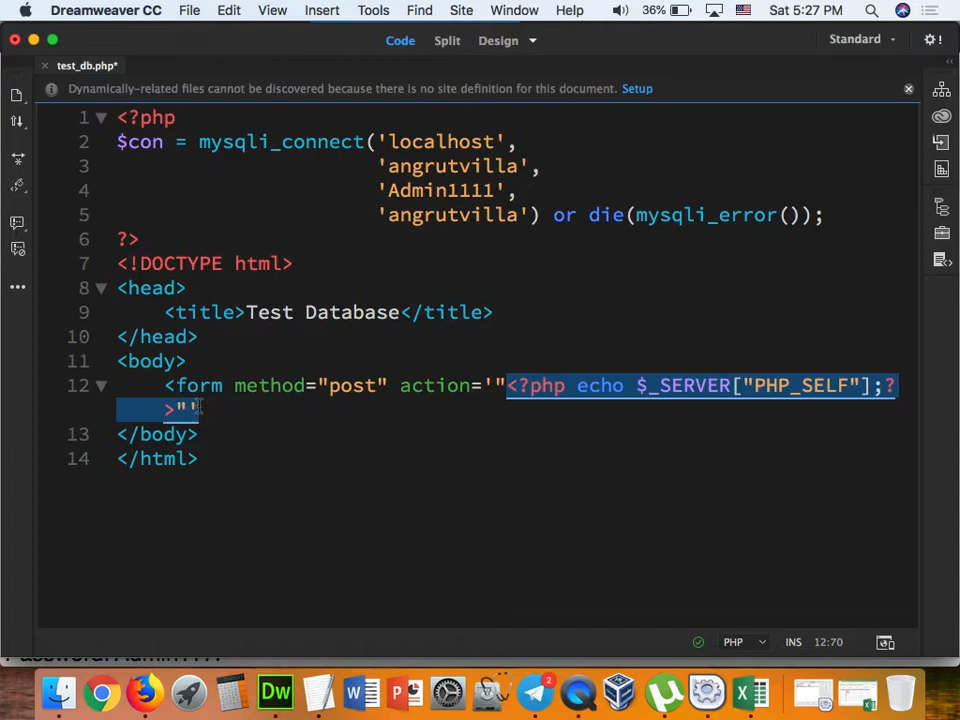 Dreamweaver CC File Edit View Insert Tools Find Site Window Help 36% Sat 5:27 PM
Code Split Design Standard
test_db.php*
Dynamically-related files cannot be discovered because there is no site definition for this document. Setup
1 <?php
2 $con = mysqli_connect('localhost',
3 'angrutvilla',
4 'Admin1111',
5 'angrutvilla') or die(mysqli_error());
6 ?>
7 <!DOCTYPE html>
8 <head>
9 <title>Test Database</title>
10 </head>
11 <body>
12 <form method="post" action='"<?php echo $_SERVER["PHP_SELF"];?
>"'
13 </body>
14 </html>
PHP INS 12:70
Dw W P 2 X